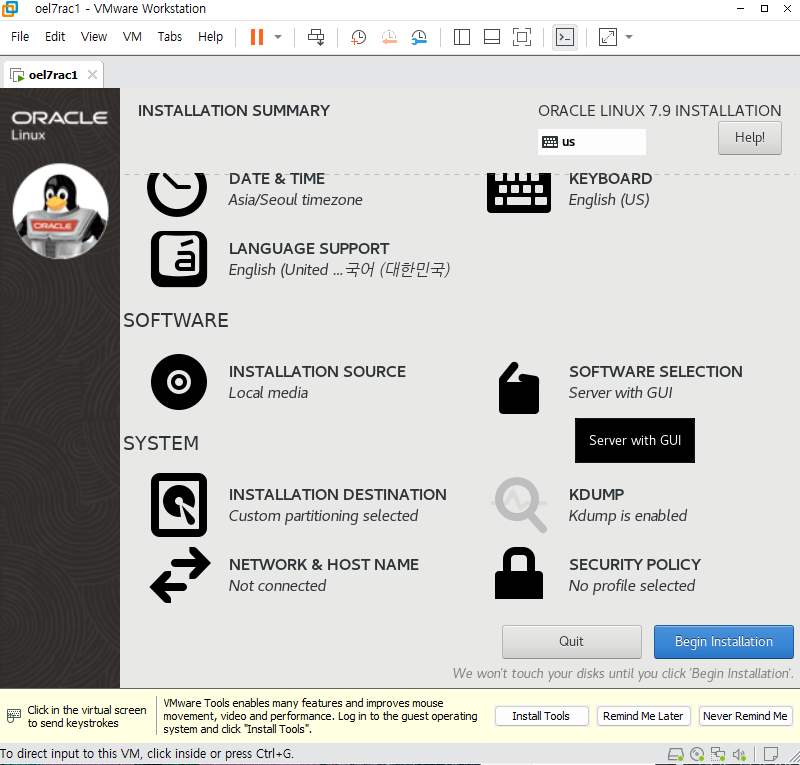 oel7rac1 - VMware Workstation
File Edit View VM Tabs Help
oel7rac1
ORACLE
Linux
INSTALLATION SUMMARY
ORACLE LINUX 7.9 INSTALLATION
us
Help!
DATE & TIME
Asia/Seoul timezone
KEYBOARD
English (US)
LANGUAGE SUPPORT
English (United ...국어 (대한민국)
SOFTWARE
INSTALLATION SOURCE
Local media
SOFTWARE SELECTION
Server with GUI
Server with GUI
SYSTEM
INSTALLATION DESTINATION
Custom partitioning selected
KDUMP
Kdump is enabled
NETWORK & HOST NAME
Not connected
SECURITY POLICY
No profile selected
ORACLE
Quit
Begin Installation
We won't touch your disks until you click 'Begin Installation'.
Click in the virtual screen
to send keystrokes
VMware Tools enables many features and improves mouse
movement, video and performance. Log in to the guest operating
system and click "Install Tools".
Install Tools
Remind Me Later
Never Remind Me
To direct input to this VM, click inside or press Ctrl+G.